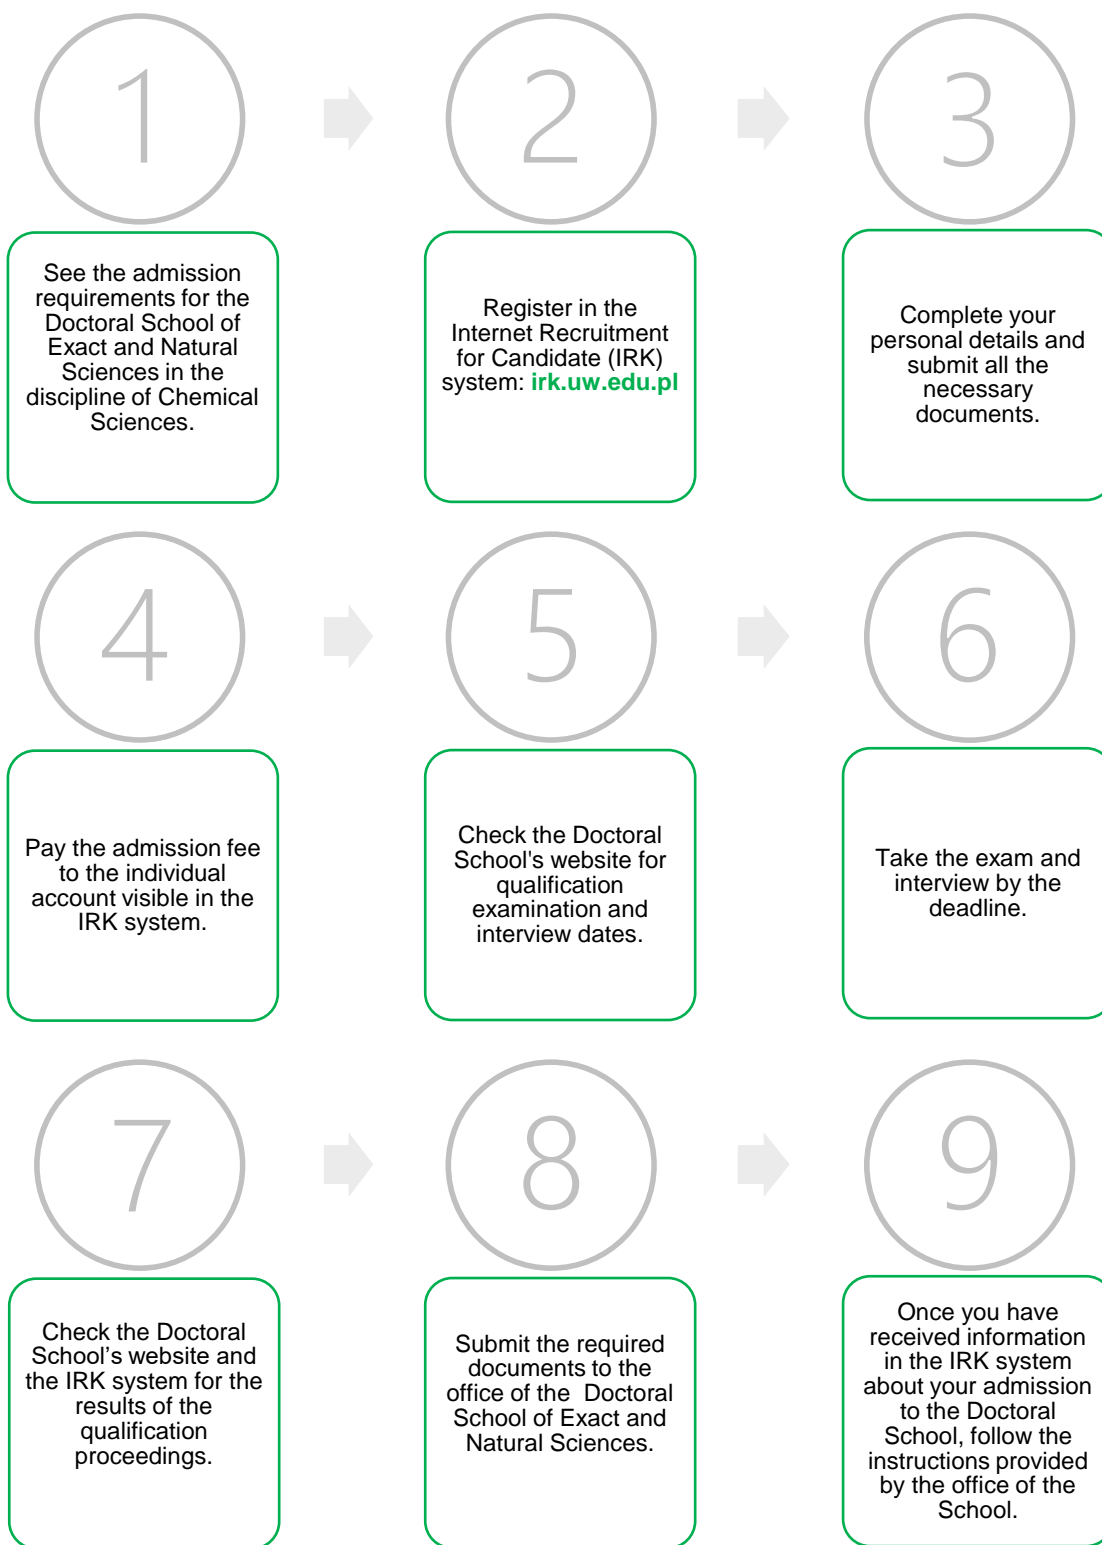 1
See the admission
requirements for the
Doctoral School of
Exact and Natural
Sciences in the
discipline of Chemical
Sciences.
2
Register in the
Internet Recruitment
for Candidate (IRK)
system: irk.uw.edu.pl
3
Complete your
personal details and
submit all the
necessary
documents.
4
Pay the admission fee
to the individual
account visible in the
IRK system.
5
Check the Doctoral
School's website for
qualification
examination and
interview dates.
6
Take the exam and
interview by the
deadline.
7
Check the Doctoral
School’s website and
the IRK system for the
results of the
qualification
proceedings.
8
Submit the required
documents to the
office of the  Doctoral
School of Exact and
Natural Sciences.
9
Once you have
received information
in the IRK system
about your admission
to the Doctoral
School, follow the
instructions provided
by the office of the
School.